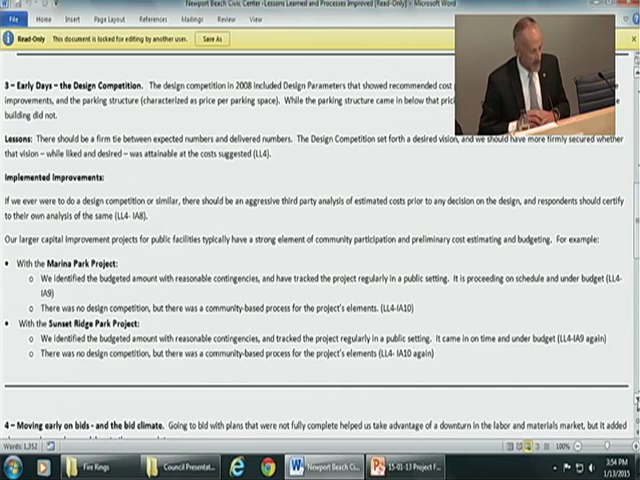 Newport Beach Civic Center -Lessons Learned and Processes Improved [Read-Only] - Microsoft Word
File Home Insert Page Layout References Mailings Review View
Read-Only This document is locked for editing by another user. Save As
3 – Early Days – the Design Competition. The design competition in 2008 included Design Parameters that showed recommended cost
improvements, and the parking structure (characterized as price per parking space). While the parking structure came in below that
building did not.
Lessons: There should be a firm tie between expected numbers and delivered numbers. The Design Competition set forth a desired vision, and we should have more firmly secured whether
that vision – while liked and desired – was attainable at the costs suggested (LL4).
Implemented Improvements:
If we ever were to do a design competition or similar, there should be an aggressive third party analysis of estimated costs prior to any decision on the design, and respondents should certify
to their own analysis of the same (LL4- IA8).
Our larger capital improvement projects for public facilities typically have a strong element of community participation and preliminary cost estimating and budgeting. For example:
• With the Marina Park Project:
o We identified the budgeted amount with reasonable contingencies, and have tracked the project regularly in a public setting. It is proceeding on schedule and under budget (LL4-
IA9)
o There was no design competition, but there was a community-based process for the project's elements. (LL4-IA10)
• With the Sunset Ridge Park Project:
o We identified the budgeted amount with reasonable contingencies, and tracked the project regularly in a public setting. It came in on time and under budget (LL4-IA9 again)
o There was no design competition, but there was a community-based process for the project's elements (LL4- IA10 again)
4 – Moving early on bids - and the bid climate. Going to bid with plans that were not fully complete helped us take advantage of a downturn in the labor and materials market, but it added
Words: 1,352 100%
Fire Rings Council Presentat... Newport Beach Ci... 15-01-13 Project F...
3:54 PM
1/13/2015